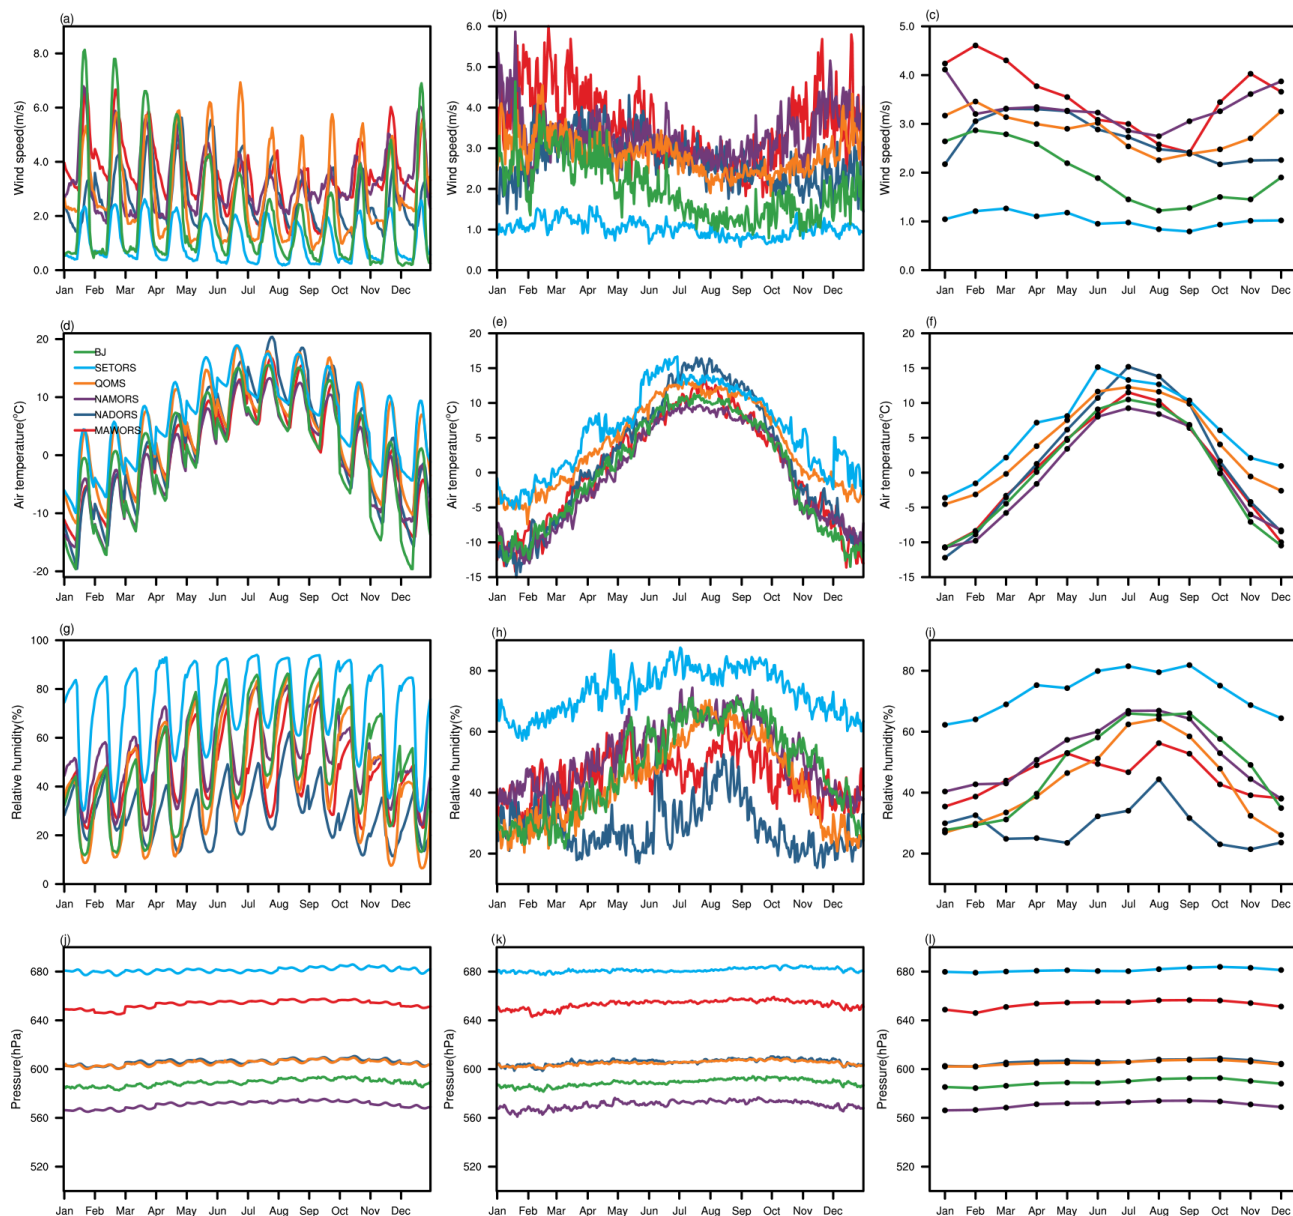 (a)
Wind speed(m/s)
8.0
6.0
4.0
2.0
0.0
Jan Feb Mar Apr May Jun Jul Aug Sep Oct Nov Dec
(b)
Wind speed(m/s)
6.0
5.0
4.0
3.0
2.0
1.0
0.0
Jan Feb Mar Apr May Jun Jul Aug Sep Oct Nov Dec
(c)
Wind speed(m/s)
5.0
4.0
3.0
2.0
1.0
0.0
Jan Feb Mar Apr May Jun Jul Aug Sep Oct Nov Dec
(d)
Air temperature(°C)
20
10
0
-10
-20
BJ
SETORS
QOMS
NAMORS
NADORS
MAWORS
Jan Feb Mar Apr May Jun Jul Aug Sep Oct Nov Dec
(e)
Air temperature(°C)
20
15
10
5
0
-5
-10
-15
Jan Feb Mar Apr May Jun Jul Aug Sep Oct Nov Dec
(f)
Air temperature(°C)
20
15
10
5
0
-5
-10
-15
Jan Feb Mar Apr May Jun Jul Aug Sep Oct Nov Dec
(g)
Relative humidity(%)
100
80
60
40
20
0
Jan Feb Mar Apr May Jun Jul Aug Sep Oct Nov Dec
(h)
Relative humidity(%)
80
60
40
20
Jan Feb Mar Apr May Jun Jul Aug Sep Oct Nov Dec
(i)
Relative humidity(%)
80
60
40
20
Jan Feb Mar Apr May Jun Jul Aug Sep Oct Nov Dec
(j)
Pressure(hPa)
680
640
600
560
520
Jan Feb Mar Apr May Jun Jul Aug Sep Oct Nov Dec
(k)
Pressure(hPa)
680
640
600
560
520
Jan Feb Mar Apr May Jun Jul Aug Sep Oct Nov Dec
(l)
Pressure(hPa)
680
640
600
560
520
Jan Feb Mar Apr May Jun Jul Aug Sep Oct Nov Dec